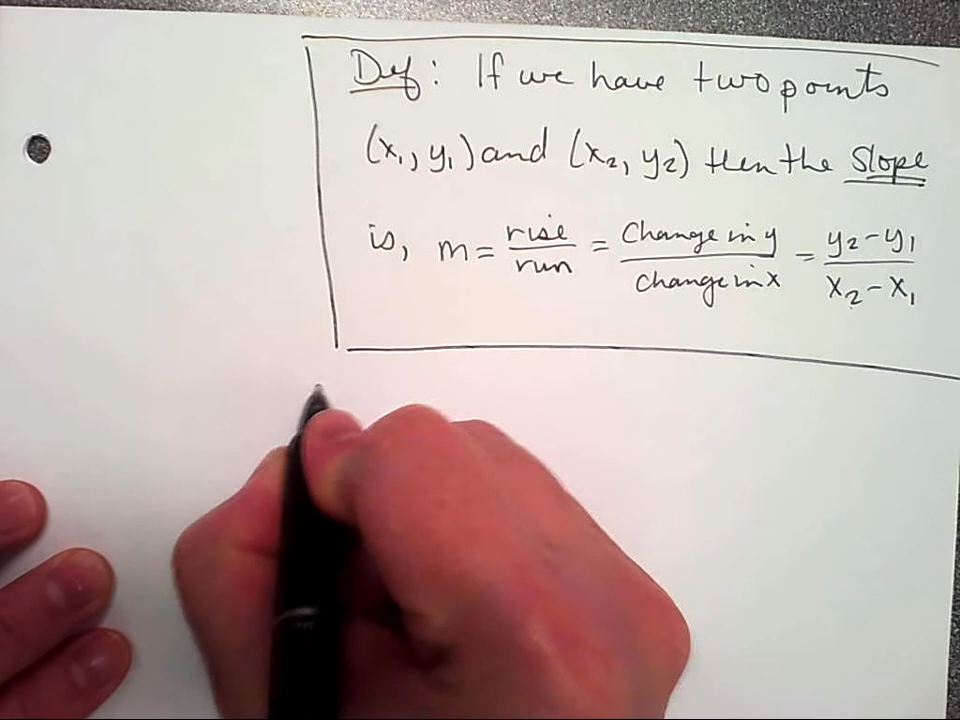 Def: If we have two points
(x₁, y₁) and (x₂, y₂) then the Slope
is, m = rise/run = Change in y/change in x = y₂-y₁/x₂-x₁